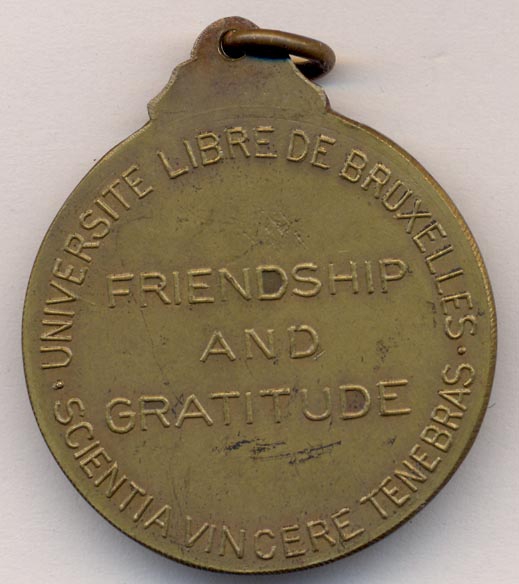 UNIVERSITE LIBRE DE BRUXELLES
FRIENDSHIP
AND
GRATITUDE
SCIENTIA VINCERE TENEBRAS